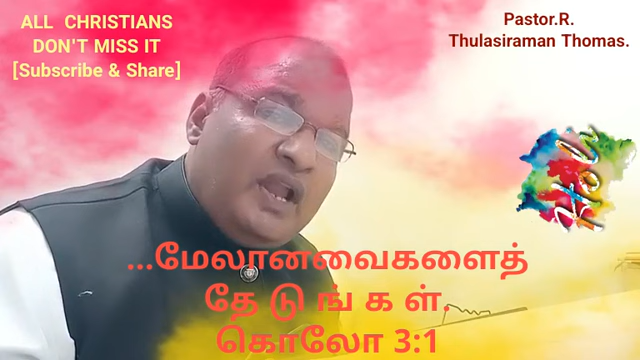 ALL CHRISTIANS
DON'T MISS IT
[Subscribe & Share]
Pastor.R.
Thulasiraman Thomas.
...மேலானவைகளைத்
தே டு ங் க ள்.
கொலோ 3:1